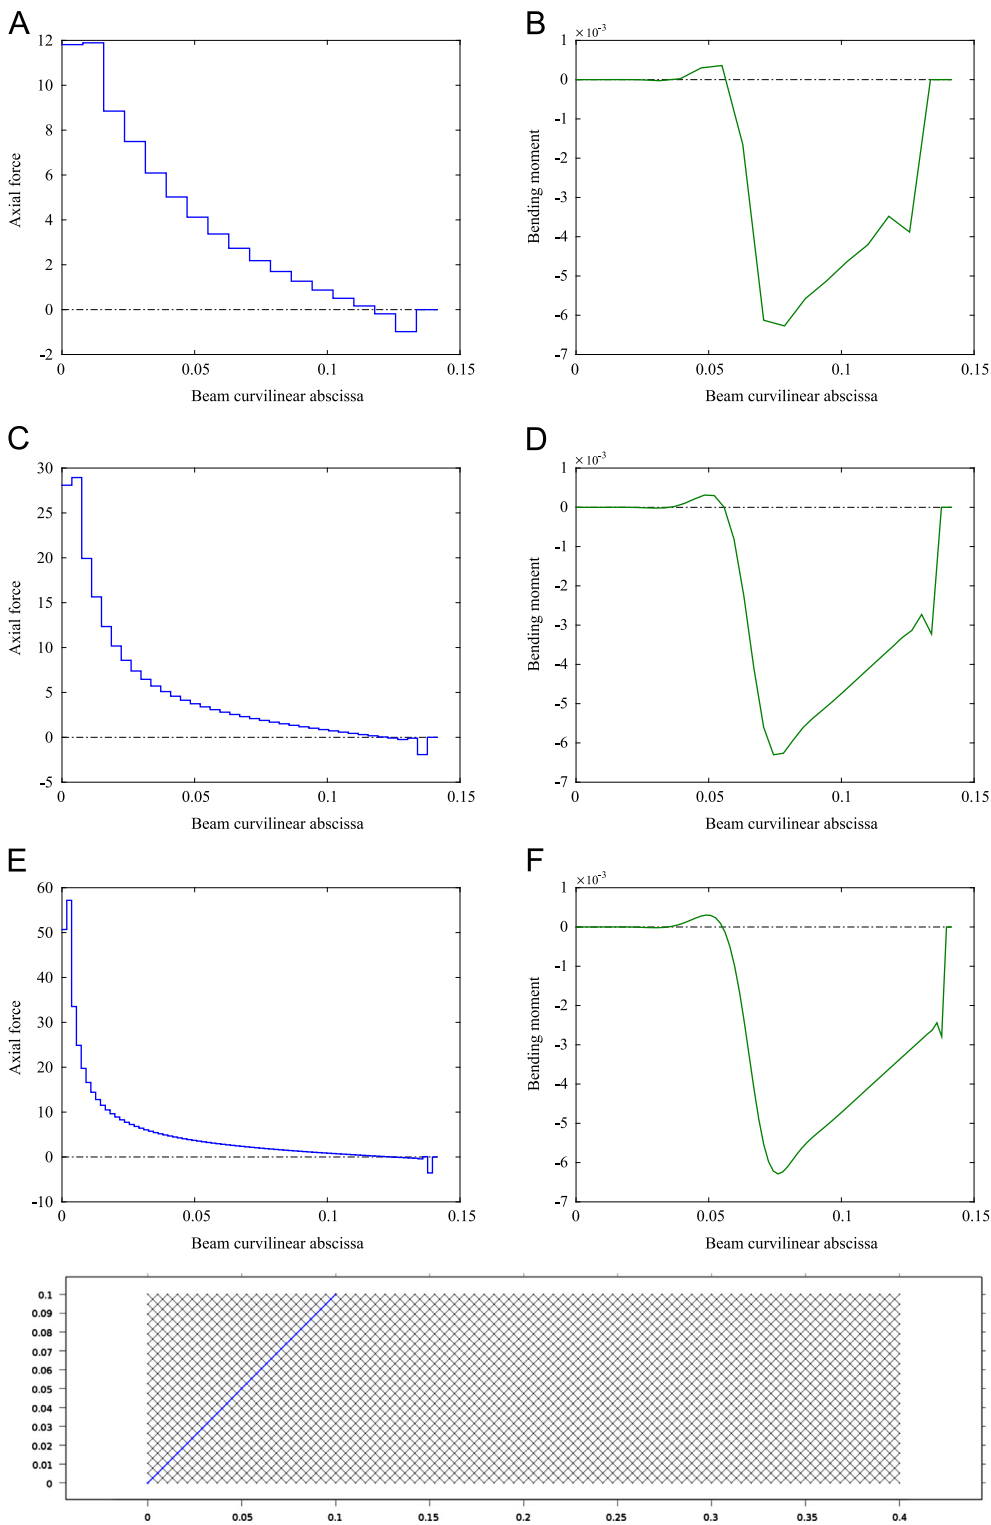 A
12
10
8
6
4
2
0
-2
Axial force
0 0.05 0.1 0.15
Beam curvilinear abscissa
B
×10-3
1
0
-1
-2
-3
-4
-5
-6
-7
Bending moment
0 0.05 0.1 0.15
Beam curvilinear abscissa
C
30
25
20
15
10
5
0
-5
Axial force
0 0.05 0.1 0.15
Beam curvilinear abscissa
D
×10-3
1
0
-1
-2
-3
-4
-5
-6
-7
Bending moment
0 0.05 0.1 0.15
Beam curvilinear abscissa
E
60
50
40
30
20
10
0
-10
Axial force
0 0.05 0.1 0.15
Beam curvilinear abscissa
F
×10-3
1
0
-1
-2
-3
-4
-5
-6
-7
Bending moment
0 0.05 0.1 0.15
Beam curvilinear abscissa
0.1
0.09
0.08
0.07
0.06
0.05
0.04
0.03
0.02
0.01
0
0 0.05 0.1 0.15 0.2 0.25 0.3 0.35 0.4